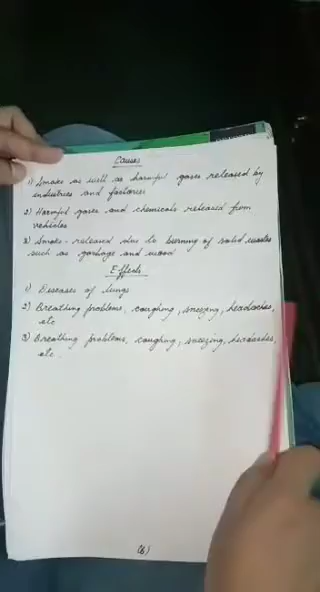 Causes
1) Smoke as well as harmful gases released by
industries and factories
2) Harmful gases and chemicals released from
vehicles
3) Smoke released due to burning of solid wastes
such as garbage and wood
Effects
1) Diseases of lungs
2) Breathing problems, coughing, sneezing, headaches,
etc
3) Breathing problems, coughing, sneezing, headaches,
etc.
(6)